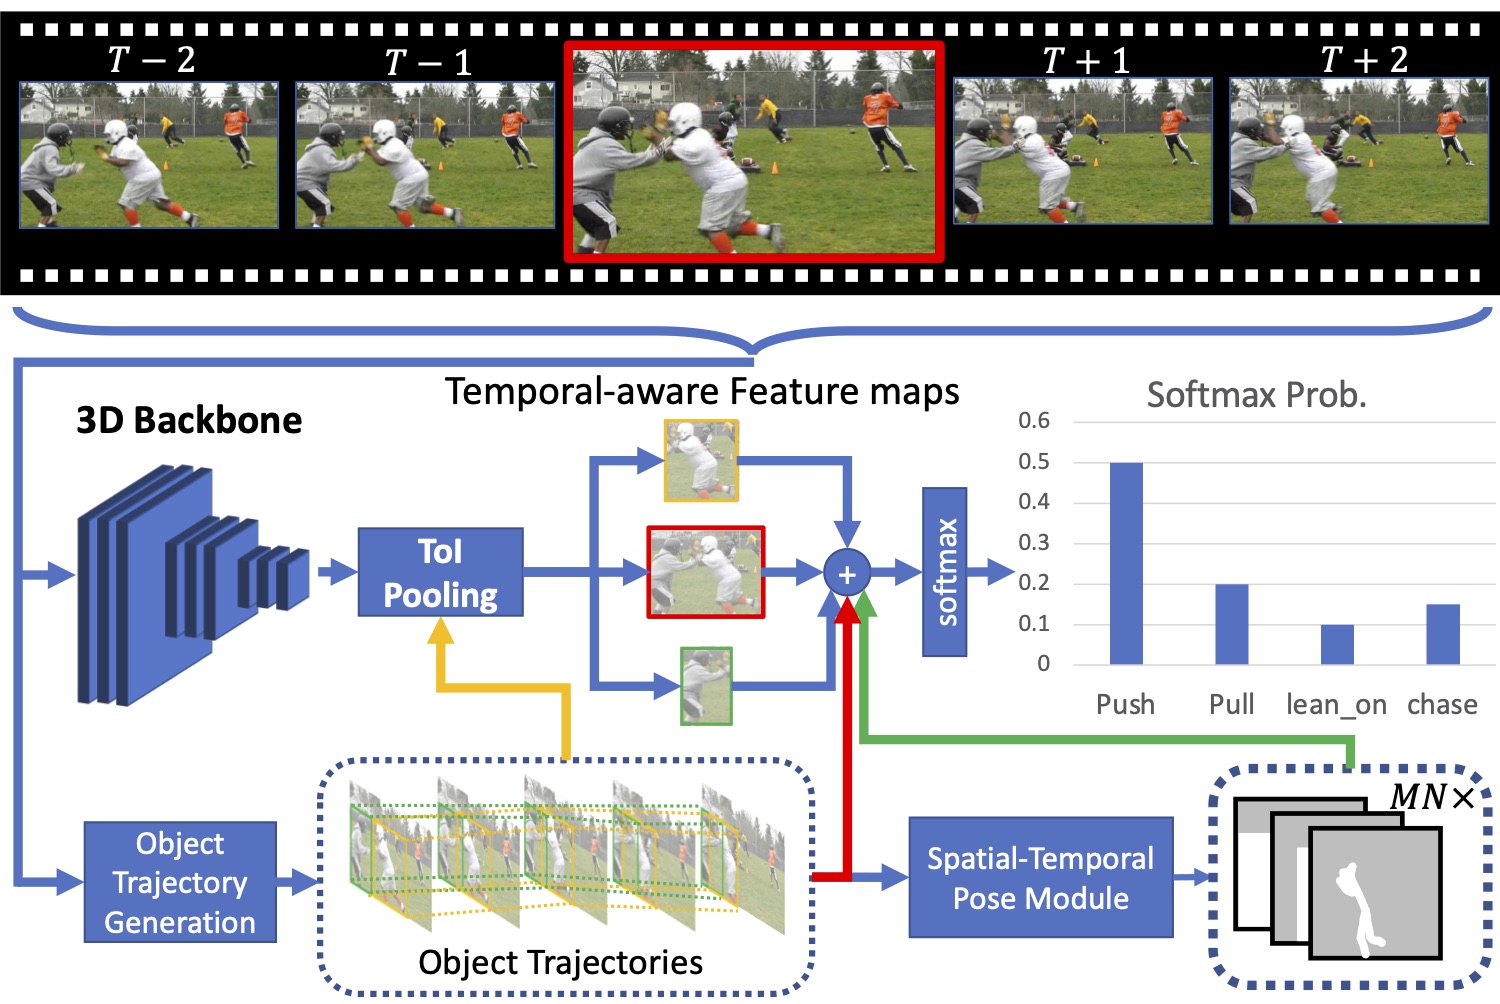 T − 2
T − 1
T + 1
T + 2
Temporal-aware Feature maps
3D Backbone
ToI
Pooling
+
softmax
Softmax Prob.
0.6
0.5
0.4
0.3
0.2
0.1
0
Push Pull lean_on chase
Object
Trajectory
Generation
Object Trajectories
Spatial-Temporal
Pose Module
MN×